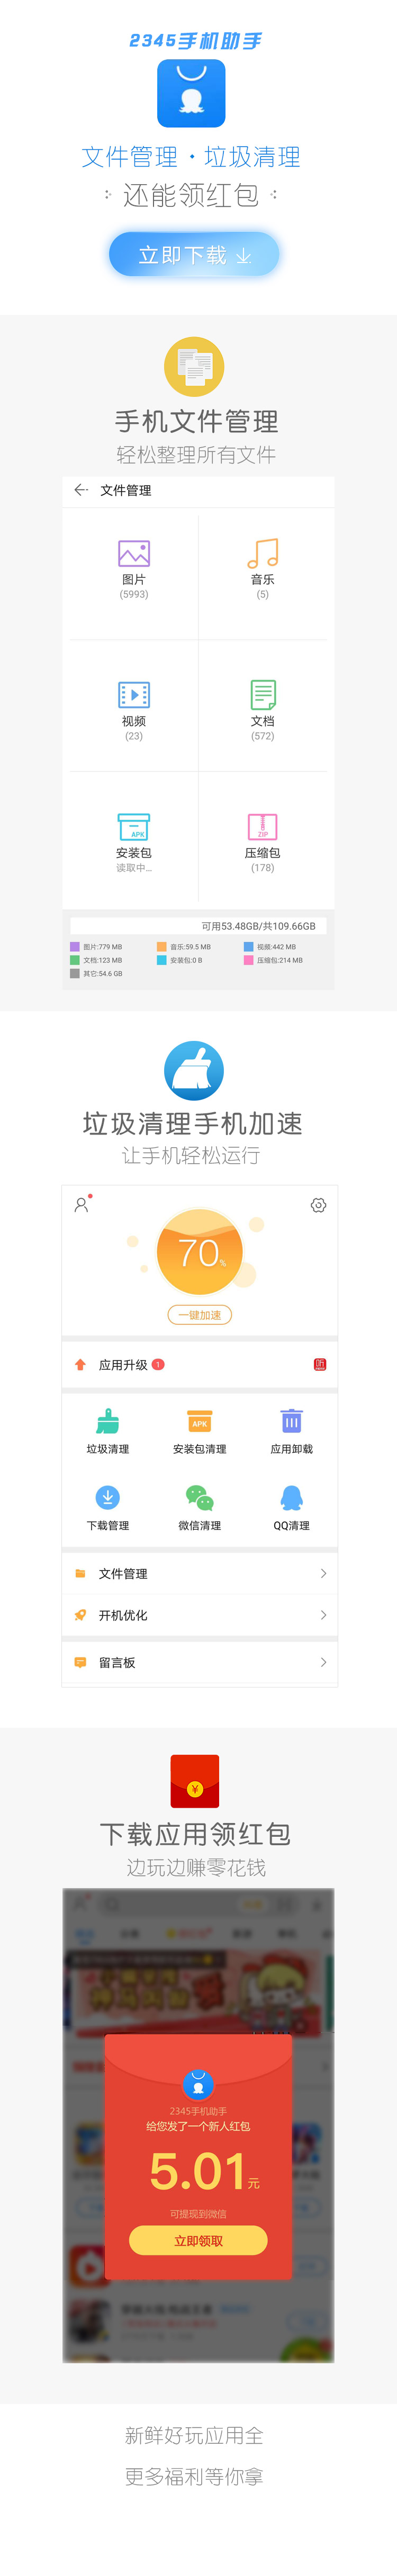 2345手机助手
文件管理·垃圾清理
还能领红包
立即下载
手机文件管理
轻松整理所有文件
文件管理
图片
(5993)
音乐
(5)
视频
(23)
文档
(572)
APK
安装包
读取中...
ZIP
压缩包
(178)
可用53.48GB/共109.66GB
图片:779 MB
音乐:59.5 MB
视频:442 MB
文档:123 MB
安装包:0 B
压缩包:214 MB
其它:54.6 GB
垃圾清理手机加速
让手机轻松运行
70%
一键加速
应用升级 1
垃圾清理
APK
安装包清理
应用卸载
下载管理
微信清理
QQ清理
文件管理
开机优化
留言板
¥
下载应用领红包
边玩边赚零花钱
2345手机助手
给您发了一个新人红包
5.01元
可提现到微信
立即领取
新鲜好玩应用全
更多福利等你拿